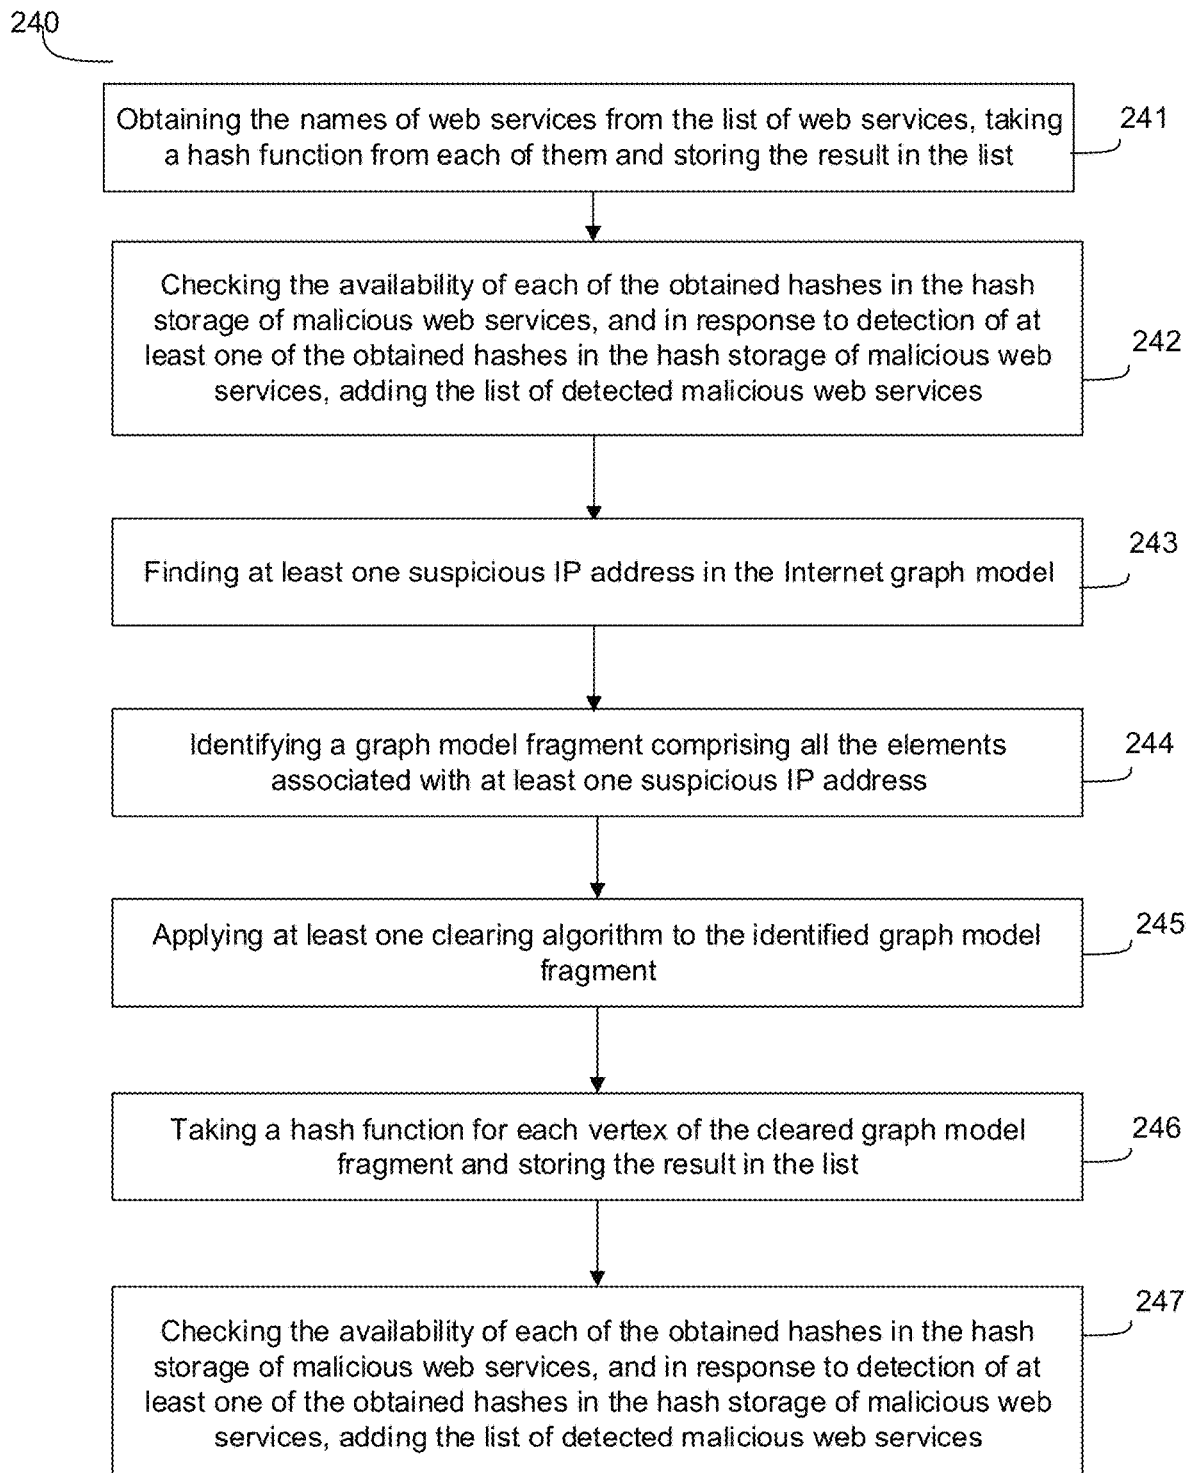 240
Obtaining the names of web services from the list of web services, taking
a hash function from each of them and storing the result in the list
241
Checking the availability of each of the obtained hashes in the hash
storage of malicious web services, and in response to detection of at
least one of the obtained hashes in the hash storage of malicious web
services, adding the list of detected malicious web services
242
Finding at least one suspicious IP address in the Internet graph model
243
Identifying a graph model fragment comprising all the elements
associated with at least one suspicious IP address
244
Applying at least one clearing algorithm to the identified graph model
fragment
245
Taking a hash function for each vertex of the cleared graph model
fragment and storing the result in the list
246
Checking the availability of each of the obtained hashes in the hash
storage of malicious web services, and in response to detection of at
least one of the obtained hashes in the hash storage of malicious web
services, adding the list of detected malicious web services
247